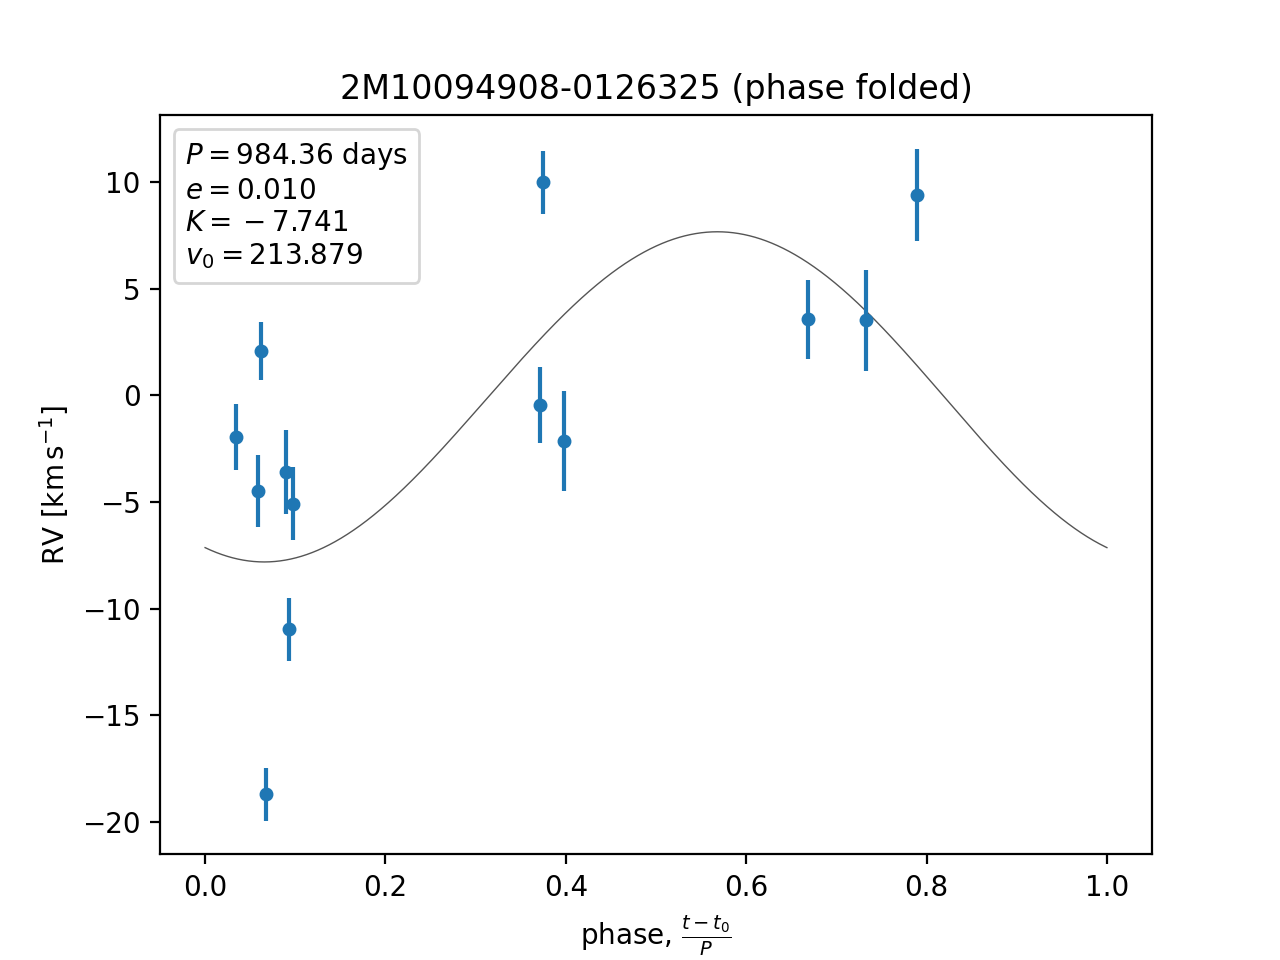 2M10094908-0126325 (phase folded)
P = 984.36 days
e = 0.010
K = −7.741
v₀ = 213.879
10
5
0
−5
−10
−15
−20
RV [km s⁻¹]
0.0 0.2 0.4 0.6 0.8 1.0
phase, (t − t₀)/P